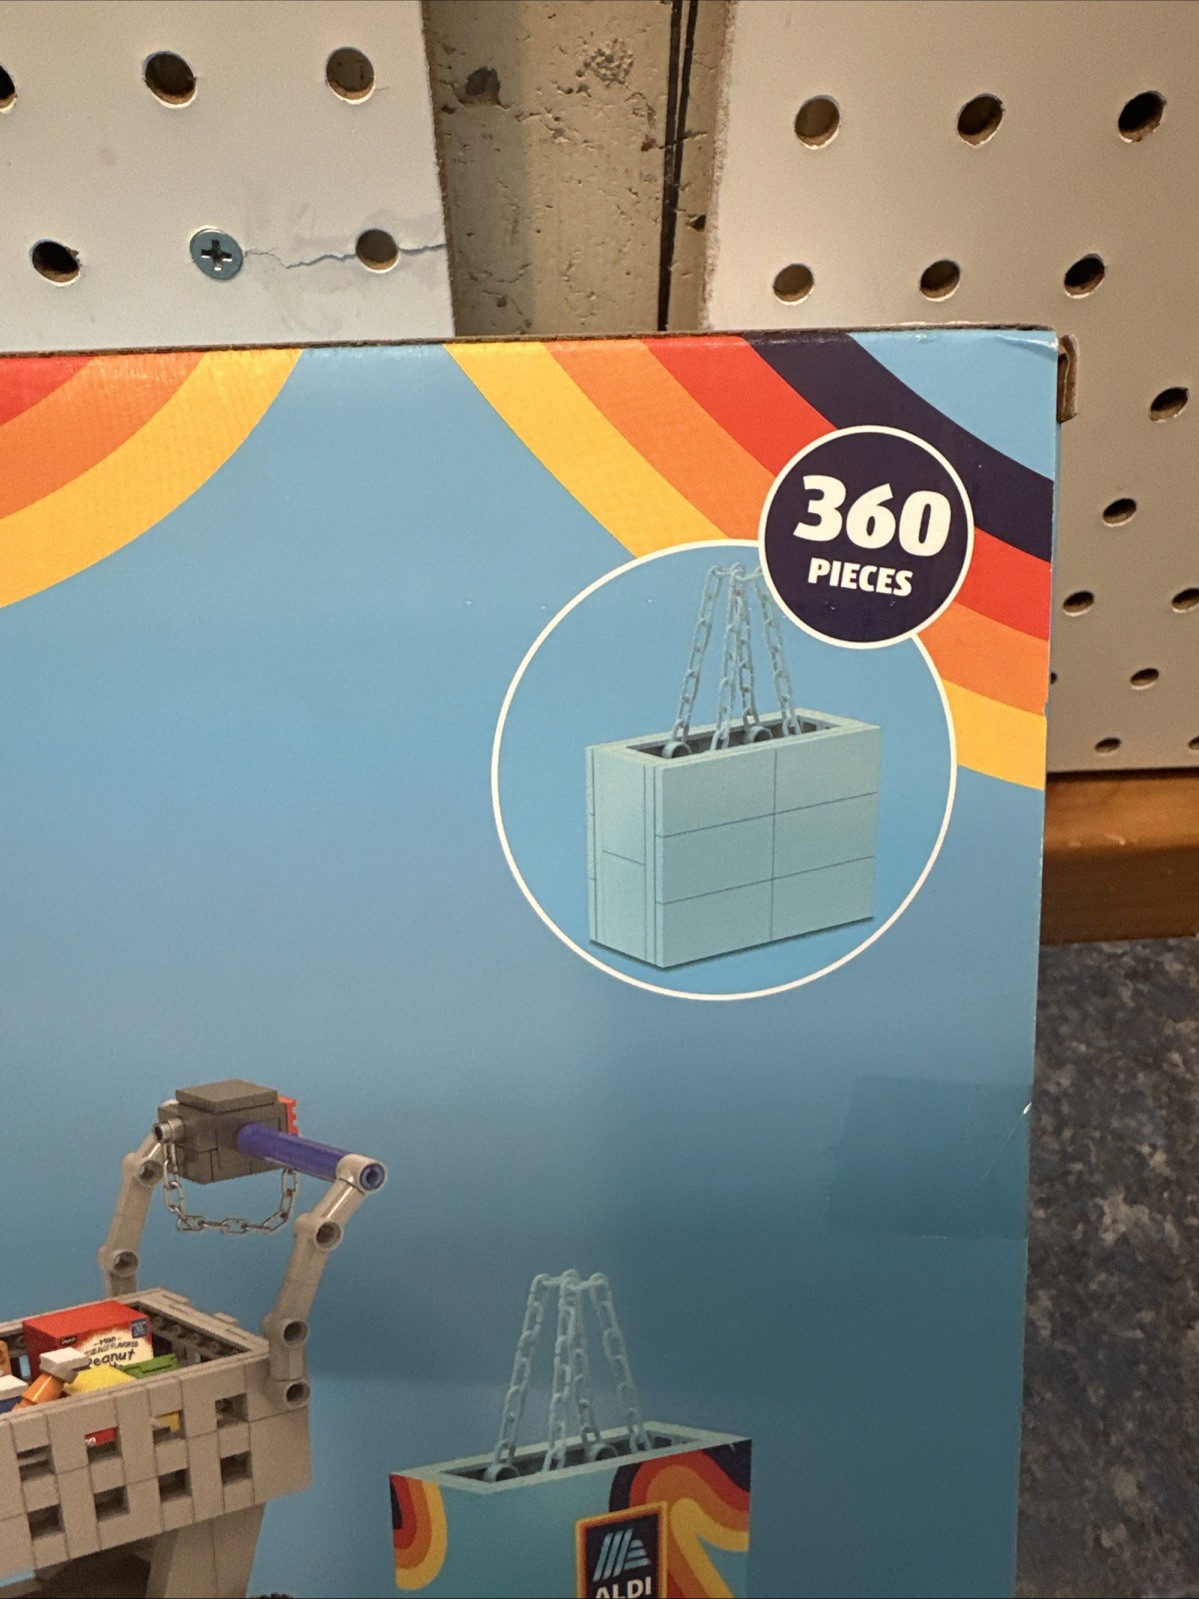 360
PIECES
Peanut
ALDI